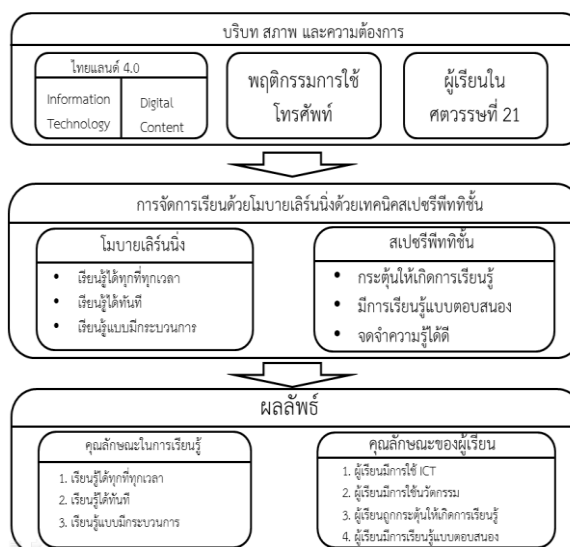 บริบท สภาพ และความต้องการ
ไทยแลนด์ 4.0
Information Technology
Digital Content
พฤติกรรมการใช้
โทรศัพท์
ผู้เรียนใน
ศตวรรษที่ 21
การจัดการเรียนด้วยโมบายเลิร์นนิ่งด้วยเทคนิคสเปซรีพีททิชั้น
โมบายเลิร์นนิ่ง
• เรียนรู้ได้ทุกที่ทุกเวลา
• เรียนรู้ได้ทันที
• เรียนรู้แบบมีกระบวนการ
สเปซรีพีททิชั้น
• กระตุ้นให้เกิดการเรียนรู้
• มีการเรียนรู้แบบตอบสนอง
• จดจำความรู้ได้ดี
ผลลัพธ์
คุณลักษณะในการเรียนรู้
1. เรียนรู้ได้ทุกที่ทุกเวลา
2. เรียนรู้ได้ทันที
3. เรียนรู้แบบมีกระบวนการ
คุณลักษณะของผู้เรียน
1. ผู้เรียนมีการใช้ ICT
2. ผู้เรียนมีการใช้นวัตกรรม
3. ผู้เรียนถูกกระตุ้นให้เกิดการเรียนรู้
4. ผู้เรียนมีการเรียนรู้แบบตอบสนอง